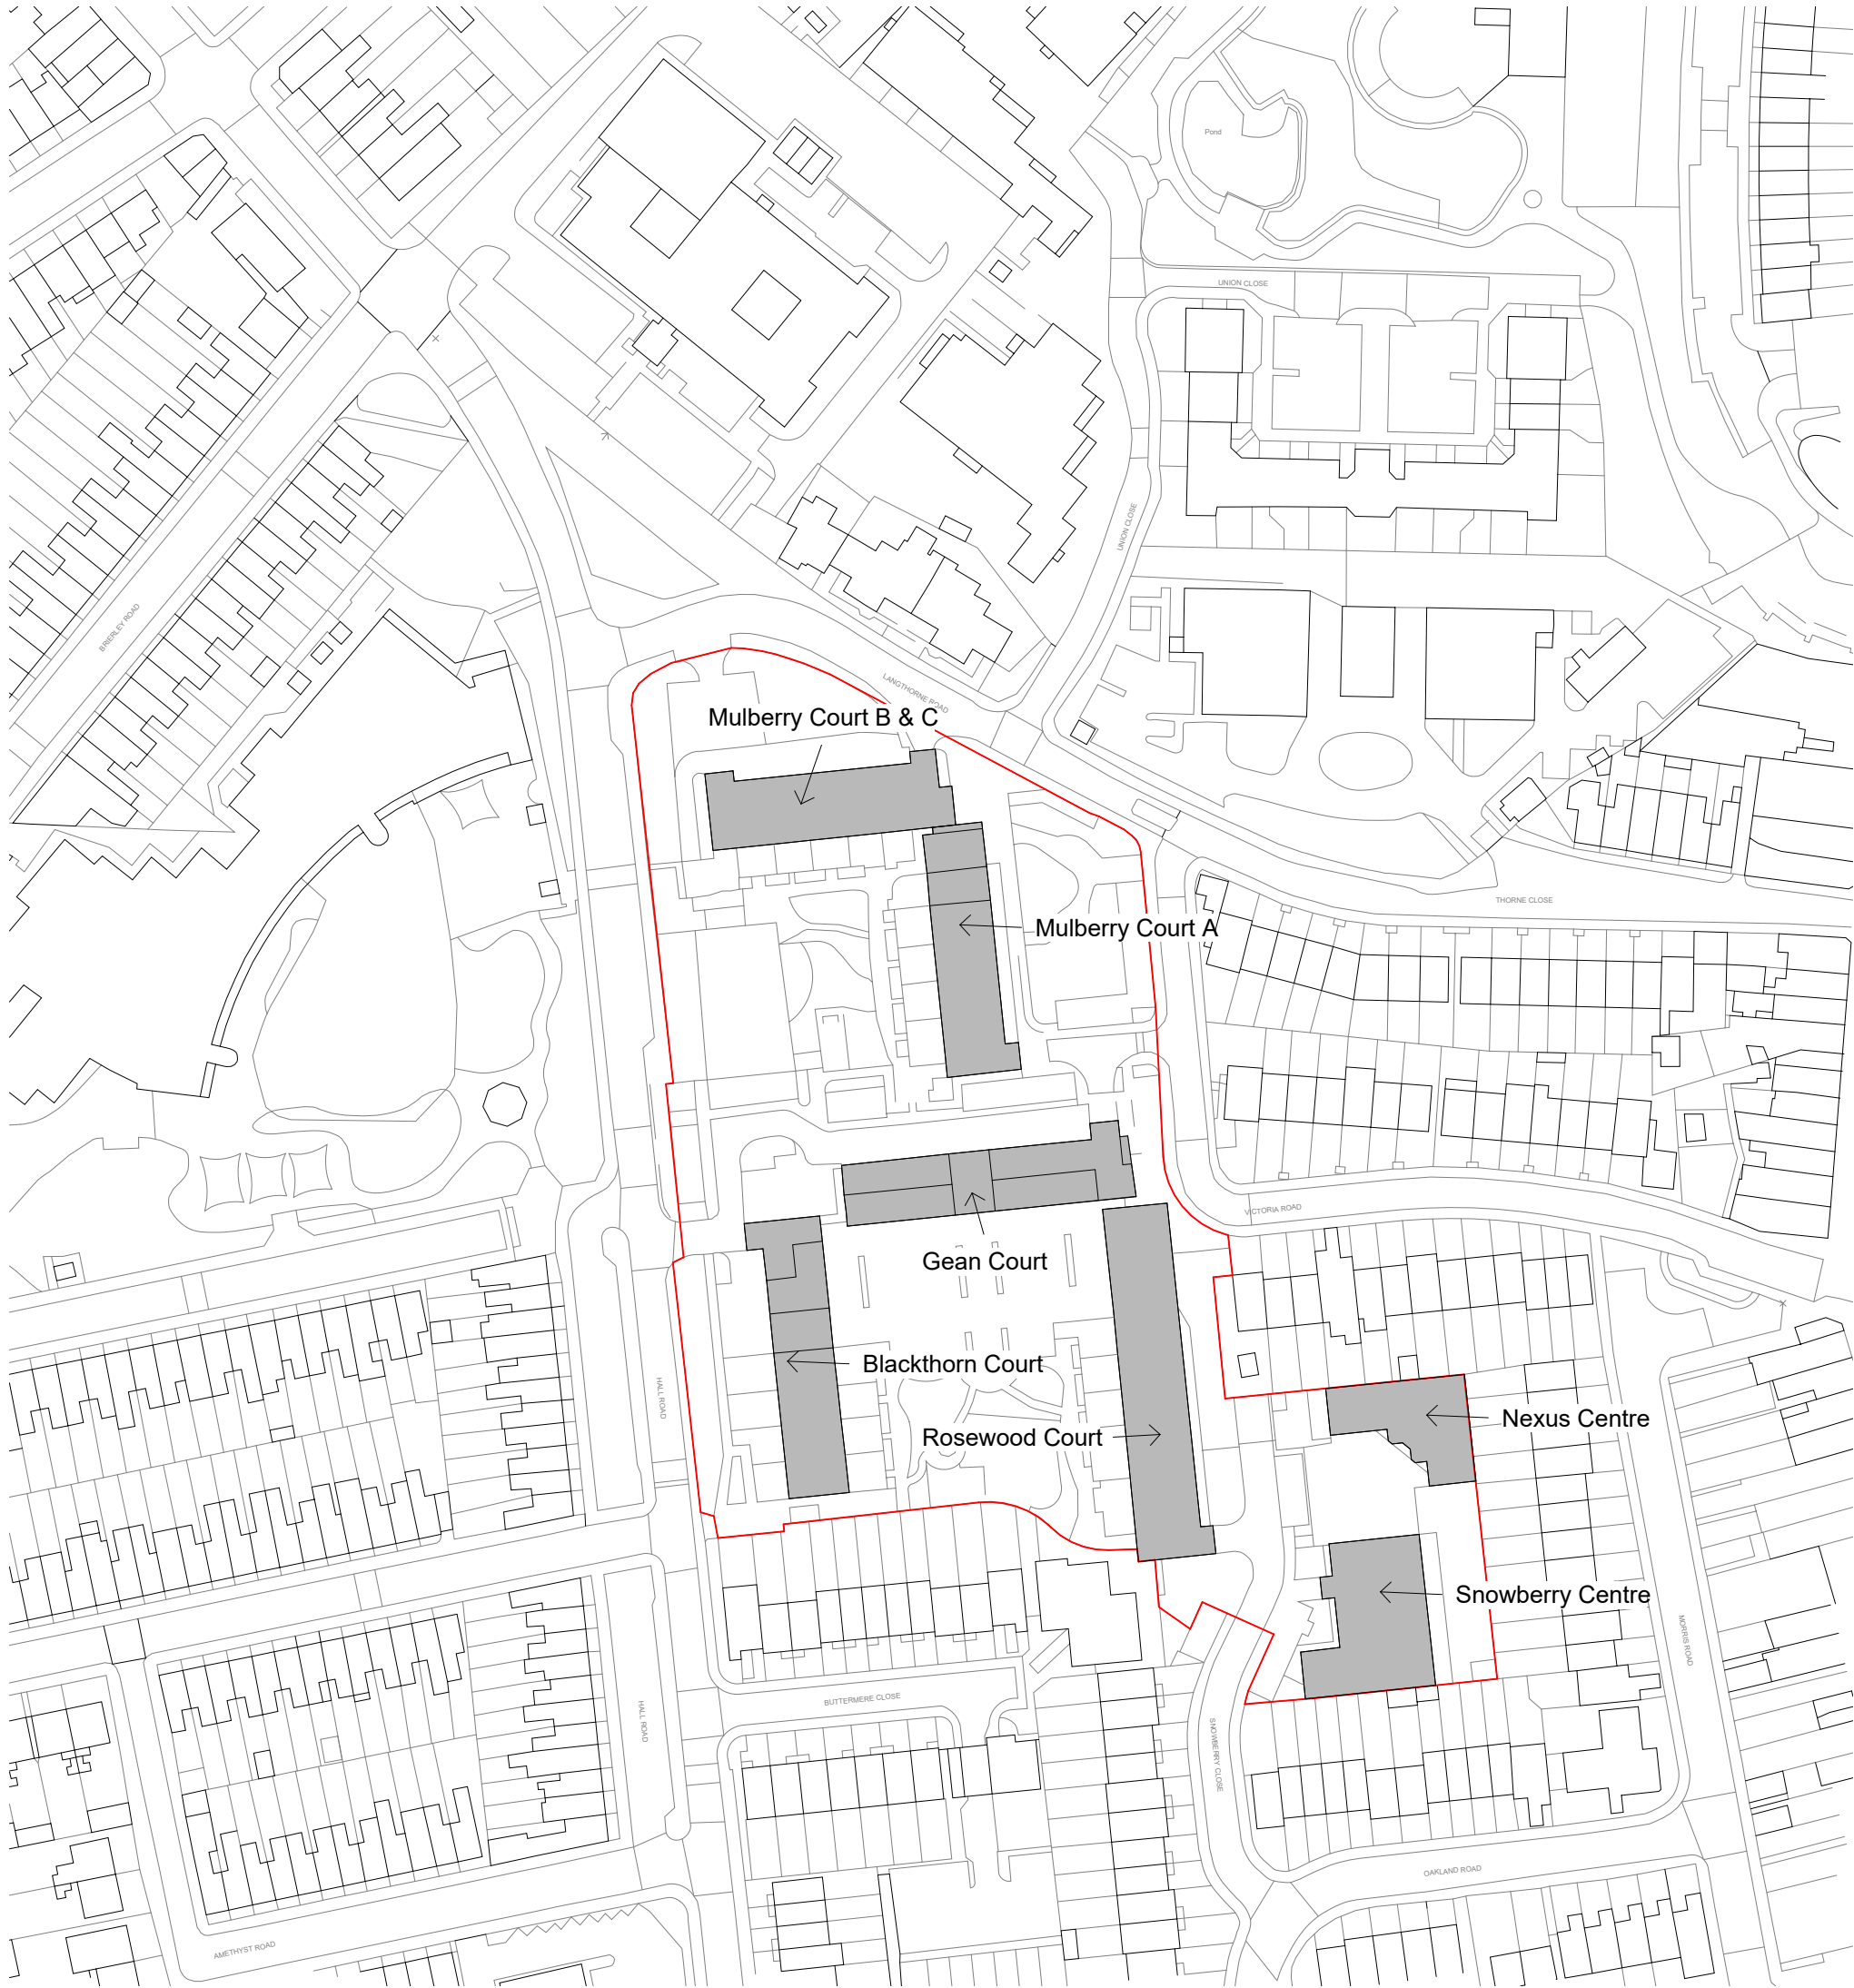 Pond
UNION CLOSE
UNION CLOSE
BRIERLEY ROAD
LANGTHORNE ROAD
Mulberry Court B & C
THORNE CLOSE
Mulberry Court A
VICTORIA ROAD
Gean Court
Blackthorn Court
HALL ROAD
Nexus Centre
Rosewood Court
Snowberry Centre
MORRIS ROAD
BUTTERMERE CLOSE
HALL ROAD
SNOWBERRY CLOSE
OAKLAND ROAD
AMETHYST ROAD